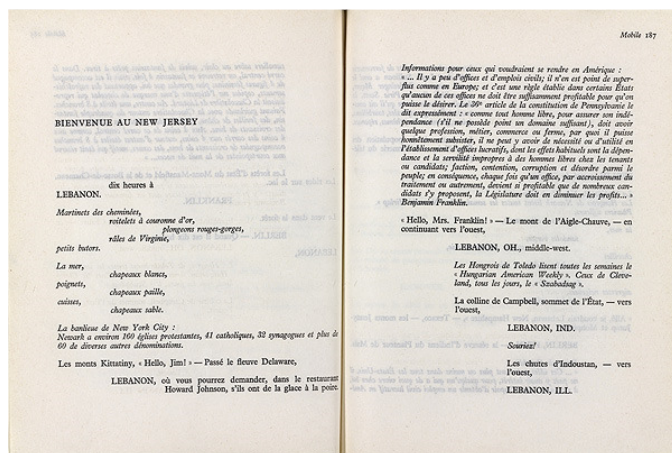 BIENVENUE AU NEW JERSEY
dix heures à
LEBANON.
Martinets des cheminées,
roitelets à couronne d'or,
plongeons rouges-gorges,
râles de Virginie,
petits butors.
La mer,
chapeaux blancs,
poignets,
chapeaux paille,
cuisses,
chapeaux sable.
La banlieue de New York City :
Newark a environ 100 églises protestantes, 41 catholiques, 32 synagogues et plus de
60 de diverses autres dénominations.
Les monts Kittatiny, « Hello, Jim! » — Passé le fleuve Delaware,
LEBANON, où vous pourrez demander, dans le restaurant
Howard Johnson, s'ils ont de la glace à la poire.
Mobile 187
Informations pour ceux qui voudraient se rendre en Amérique :
« ... Il y a peu d'offices et d'emplois civils; il n'en est point de super-
flus comme en Europe; et c'est une règle établie dans certains États
qu'aucun de ces offices ne doit être suffisamment profitable pour qu'on
puisse le désirer. Le 36e article de la constitution de Pennsylvanie le
dit expressément : « comme tout homme libre, pour assurer son indé-
pendance (s'il ne possède point un domaine suffisant), doit avoir
quelque profession, métier, commerce ou ferme, par quoi il puisse
honnêtement subsister, il ne peut y avoir de nécessité ou d'utilité en
l'établissement d'offices lucratifs, dont les effets habituels sont la dépen-
dance et la servilité impropres à des hommes libres chez les tenants
ou candidats; faction, contention, corruption et désordre parmi le
peuple; en conséquence, chaque fois qu'un office, par accroissement du
traitement ou autrement, devient si profitable que de nombreux can-
didats s'y proposent, la Législature doit en diminuer les profits... »
Benjamin Franklin.
« Hello, Mrs. Franklin! » — Le mont de l'Aigle-Chauve, — en
continuant vers l'ouest,
LEBANON, OH., middle-west.
Les Hongrois de Toledo lisent toutes les semaines le
« Hungarian American Weekly ». Ceux de Cleve-
land, tous les jours, le « Szabadsag ».
La colline de Campbell, sommet de l'État, — vers
l'ouest,
LEBANON, IND.
Souriez!
Les chutes d'Indoustan, — vers
l'ouest,
LEBANON, ILL.